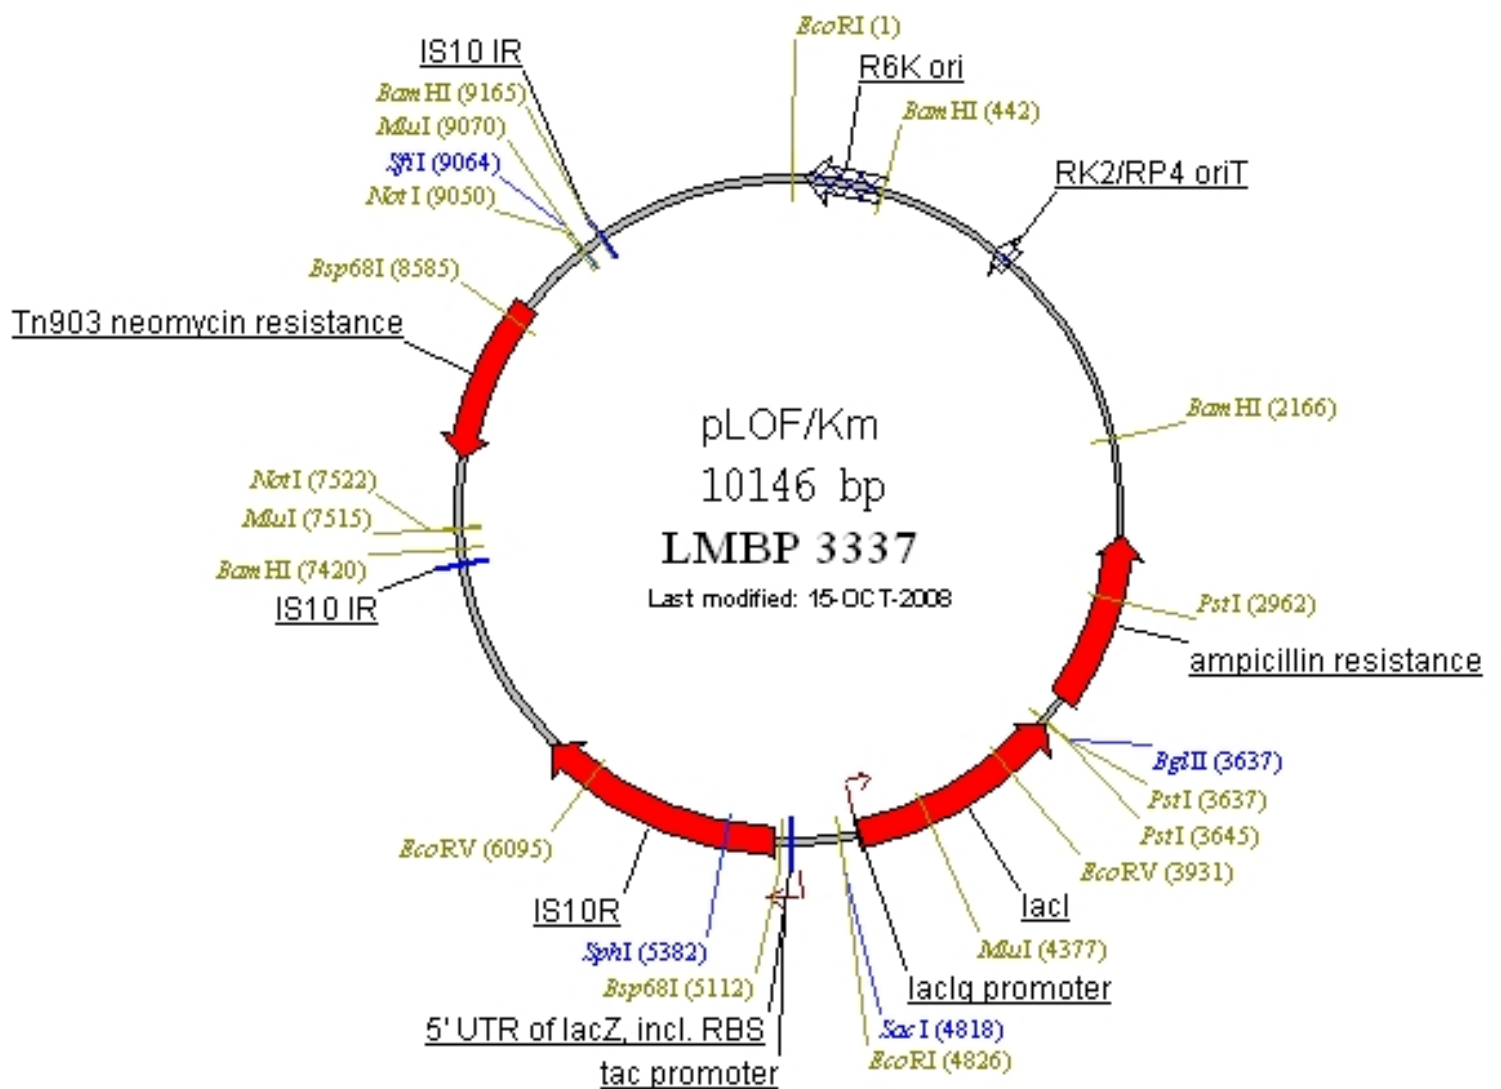 EcoRI (1)
IS10 IR
R6K ori
BamHI (9165)
BamHI (442)
MluI (9070)
SfiI (9064)
RK2/RP4 oriT
NotI (9050)
Bsp68I (8585)
Tn903 neomycin resistance
BamHI (2166)
pLOF/Km
10146 bp
LMBP 3337
Last modified: 15-OCT-2008
NotI (7522)
MluI (7515)
BamHI (7420)
IS10 IR
PstI (2962)
ampicillin resistance
BglII (3637)
PstI (3637)
PstI (3645)
EcoRV (3931)
EcoRV (6095)
IS10R
lacI
SphI (5382)
MluI (4377)
Bsp68I (5112)
lacIq promoter
5' UTR of lacZ, incl. RBS
SacI (4818)
EcoRI (4826)
tac promoter